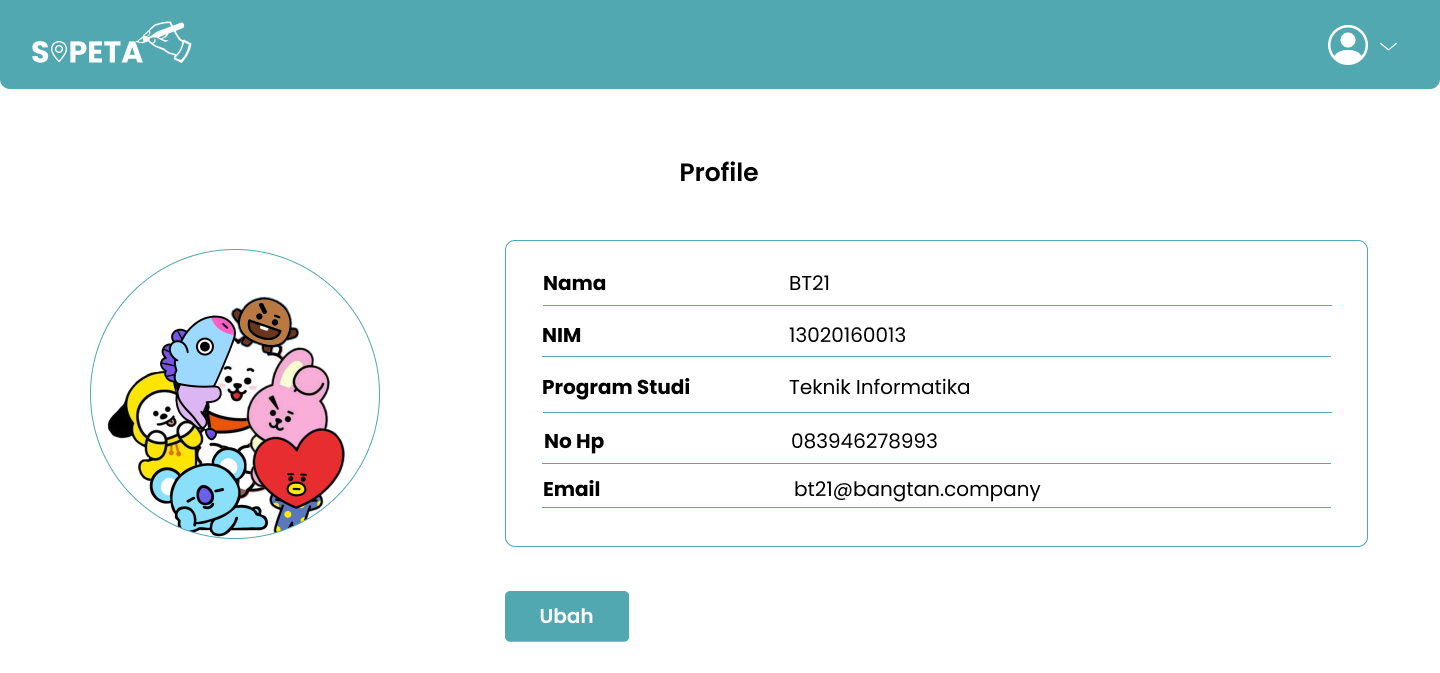 SOPETA
Profile
Nama BT21
NIM 13020160013
Program Studi Teknik Informatika
No Hp 083946278993
Email bt21@bangtan.company
Ubah